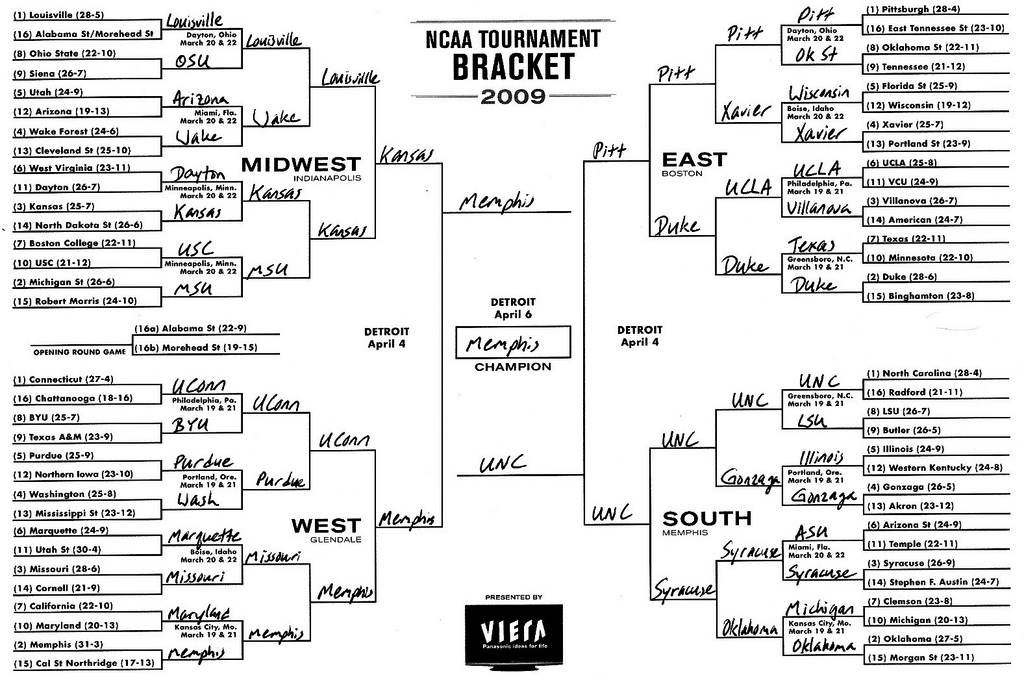 NCAA TOURNAMENT
BRACKET
2009
(1) Louisville (28-5)
(16) Alabama St/Morehead St
(8) Ohio State (22-10)
(9) Siena (26-7)
(5) Utah (24-9)
(12) Arizona (19-13)
(4) Wake Forest (24-6)
(13) Cleveland St (25-10)
(6) West Virginia (23-11)
(11) Dayton (26-7)
(3) Kansas (25-7)
(14) North Dakota St (26-6)
(7) Boston College (22-11)
(10) USC (21-12)
(2) Michigan St (26-6)
(15) Robert Morris (24-10)
Louisville
Dayton, Ohio
March 20 & 22
OSU
Arizona
Miami, Fla.
March 20 & 22
Wake
Dayton
Minneapolis, Minn.
March 20 & 22
Kansas
USC
Minneapolis, Minn.
March 20 & 22
MSU
Louisville
Wake
Kansas
MSU
Louisville
Kansas
MIDWEST
INDIANAPOLIS
Kansas
(16a) Alabama St (22-9)
OPENING ROUND GAME
(16b) Morehead St (19-15)
DETROIT
April 4
(1) Connecticut (27-4)
(16) Chattanooga (18-16)
(8) BYU (25-7)
(9) Texas A&M (23-9)
(5) Purdue (25-9)
(12) Northern Iowa (23-10)
(4) Washington (25-8)
(13) Mississippi St (23-12)
(6) Marquette (24-9)
(11) Utah St (30-4)
(3) Missouri (28-6)
(14) Cornell (21-9)
(7) California (22-10)
(10) Maryland (20-13)
(2) Memphis (31-3)
(15) Cal St Northridge (17-13)
UConn
Philadelphia, Pa.
March 19 & 21
BYU
Purdue
Portland, Ore.
March 19 & 21
Wash
Marquette
Boise, Idaho
March 20 & 22
Missouri
Maryland
Kansas City, Mo.
March 19 & 21
Memphis
UConn
Purdue
Missouri
Memphis
UConn
Memphis
WEST
GLENDALE
Memphis
Memphis
DETROIT
April 6
Memphis
CHAMPION
UNC
PRESENTED BY
VIERA
Panasonic ideas for life
(1) Pittsburgh (28-4)
(16) East Tennessee St (23-10)
(8) Oklahoma St (22-11)
(9) Tennessee (21-12)
(5) Florida St (25-9)
(12) Wisconsin (19-12)
(4) Xavier (25-7)
(13) Portland St (23-9)
(6) UCLA (25-8)
(11) VCU (24-9)
(3) Villanova (26-7)
(14) American (24-7)
(7) Texas (22-11)
(10) Minnesota (22-10)
(2) Duke (28-6)
(15) Binghamton (23-8)
Pitt
Dayton, Ohio
March 20 & 22
Ok St
Wisconsin
Boise, Idaho
March 20 & 22
Xavier
UCLA
Philadelphia, Pa.
March 19 & 21
Villanova
Texas
Greensboro, N.C.
March 19 & 21
Duke
Pitt
Xavier
UCLA
Duke
Pitt
Duke
EAST
BOSTON
Pitt
DETROIT
April 4
(1) North Carolina (28-4)
(16) Radford (21-11)
(8) LSU (26-7)
(9) Butler (26-5)
(5) Illinois (24-9)
(12) Western Kentucky (24-8)
(4) Gonzaga (26-5)
(13) Akron (23-12)
(6) Arizona St (24-9)
(11) Temple (22-11)
(3) Syracuse (26-9)
(14) Stephen F. Austin (24-7)
(7) Clemson (23-8)
(10) Michigan (20-13)
(2) Oklahoma (27-5)
(15) Morgan St (23-11)
UNC
Greensboro, N.C.
March 19 & 21
LSU
Illinois
Portland, Ore.
March 19 & 21
Gonzaga
ASU
Miami, Fla.
March 20 & 22
Syracuse
Michigan
Kansas City, Mo.
March 19 & 21
Oklahoma
UNC
Gonzaga
Syracuse
Oklahoma
UNC
Syracuse
SOUTH
MEMPHIS
UNC